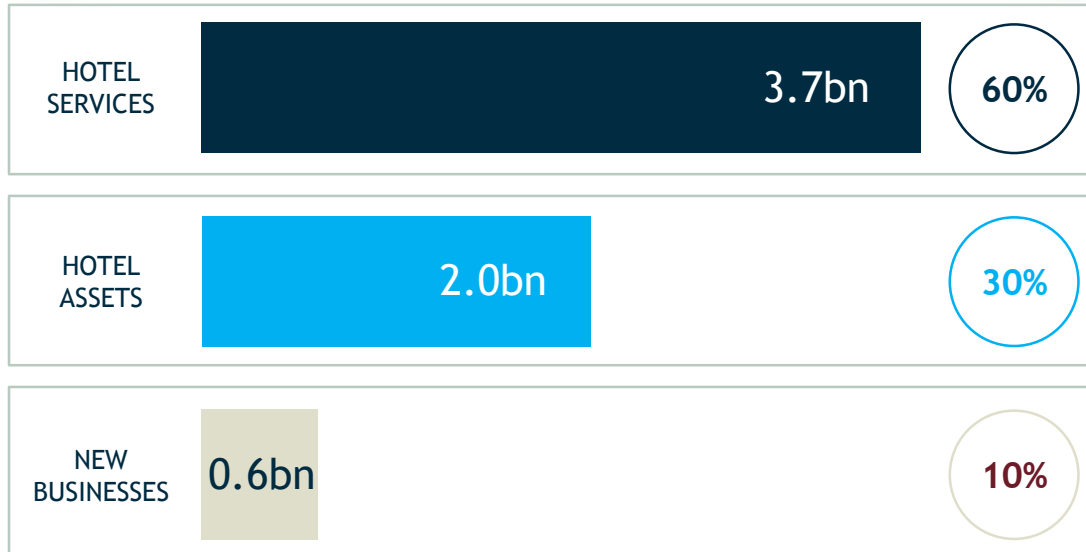 HOTEL
SERVICES
3.7bn
60%
HOTEL
ASSETS
2.0bn
30%
NEW
BUSINESSES
0.6bn
10%